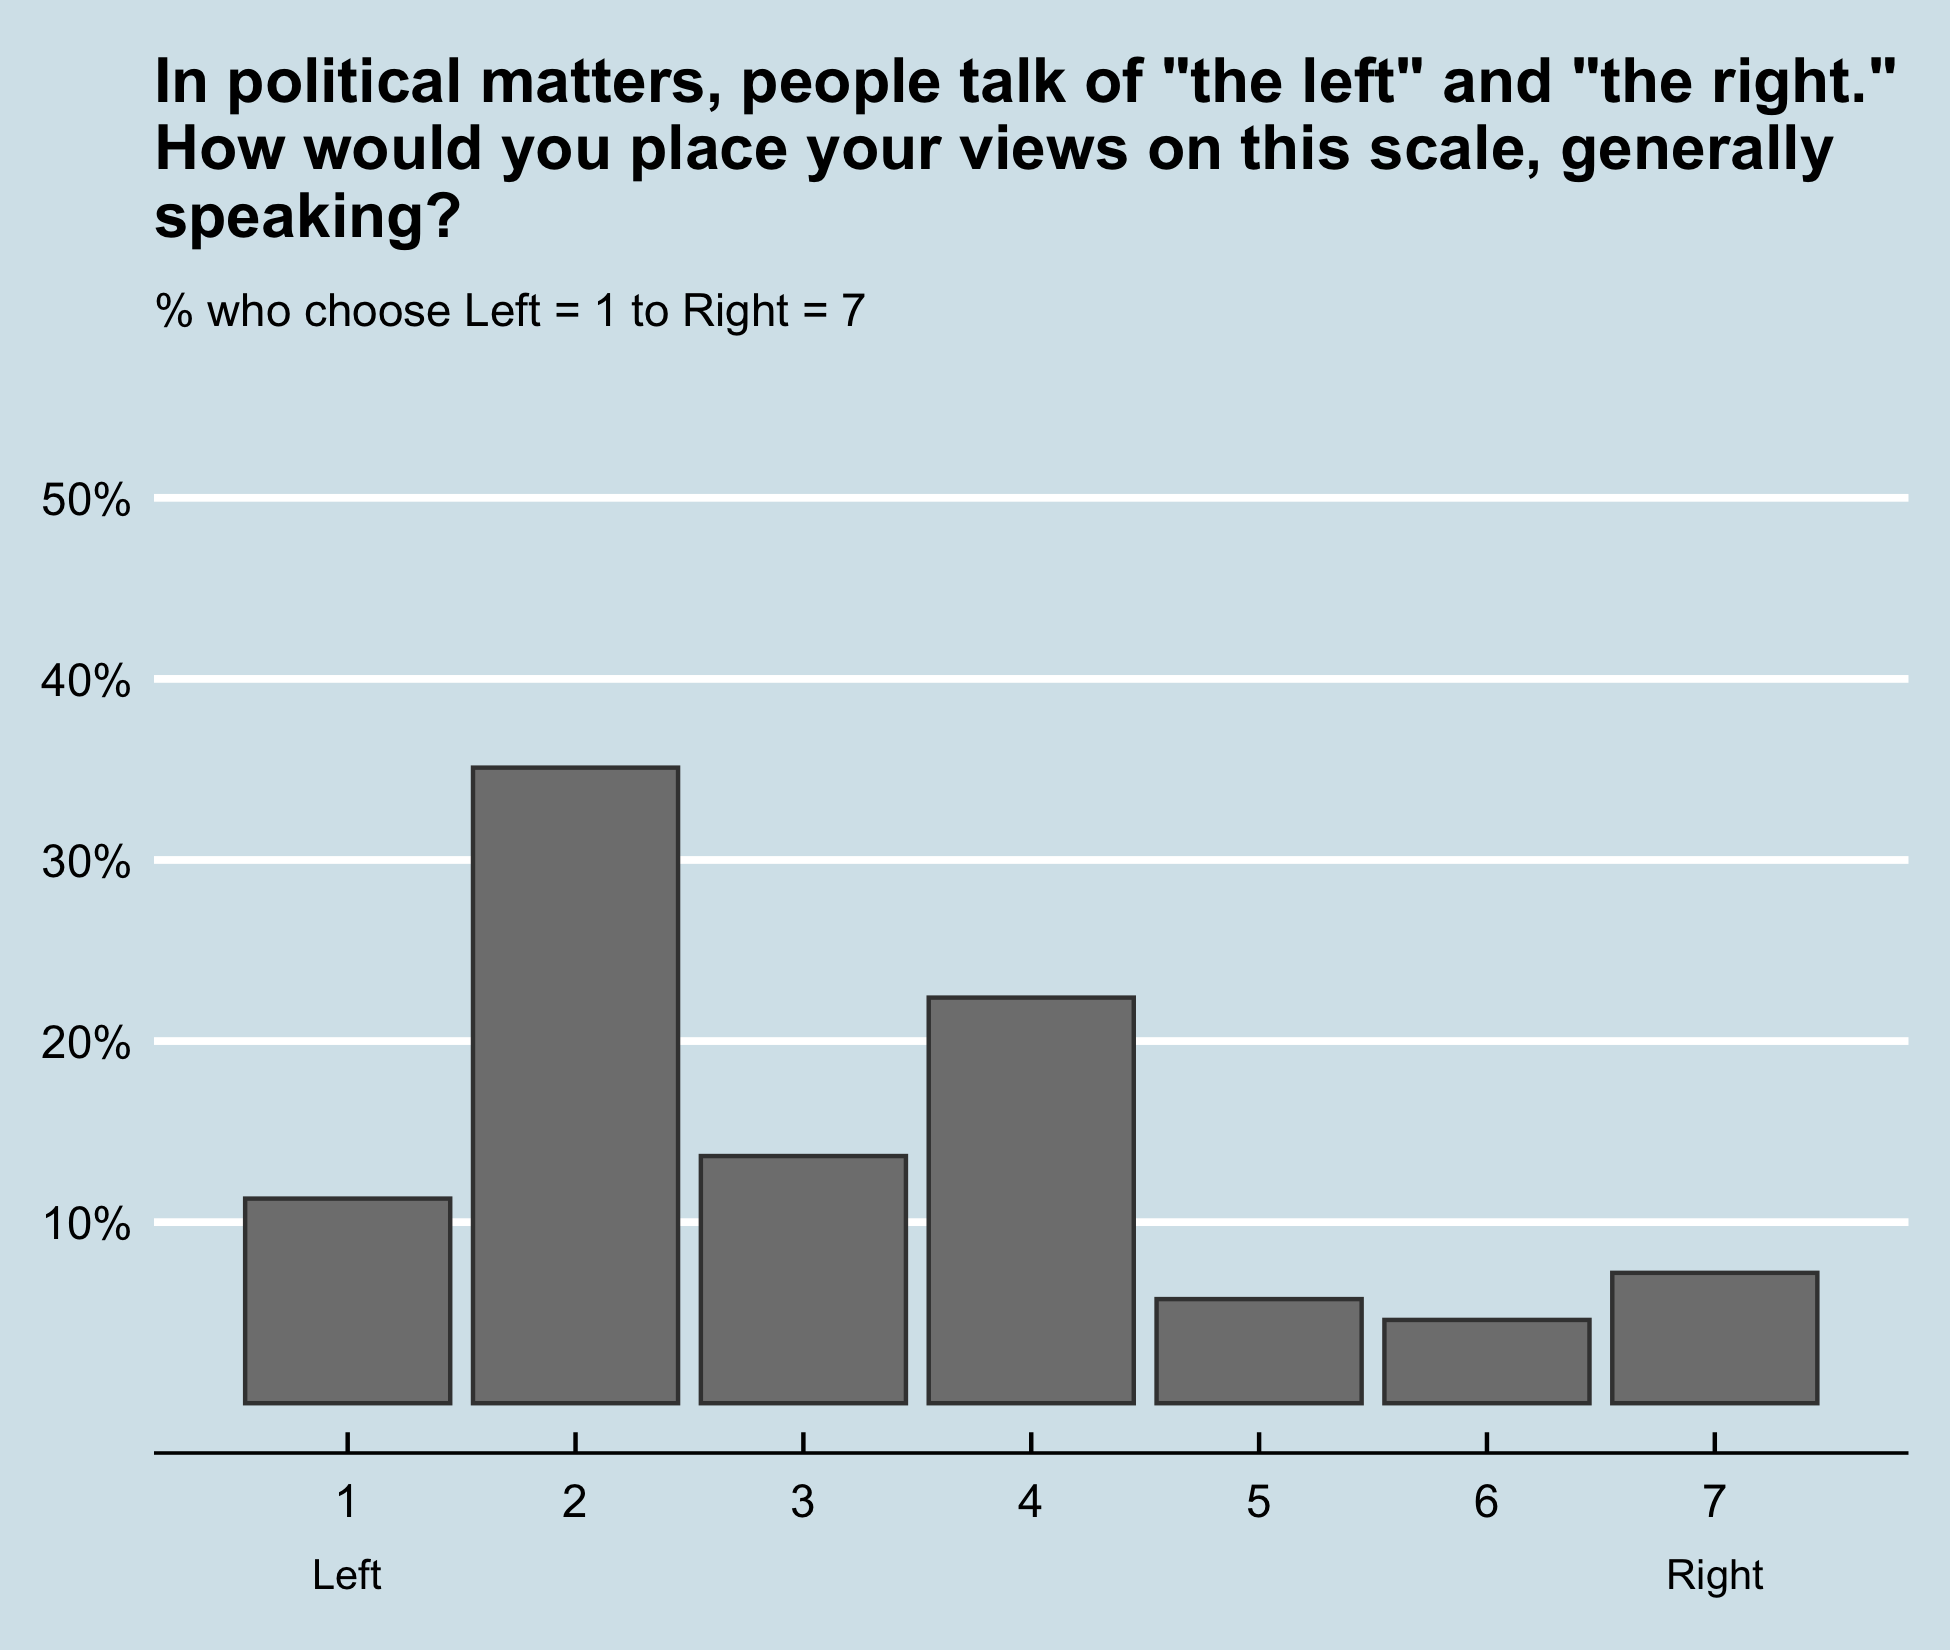 In political matters, people talk of "the left" and "the right."
How would you place your views on this scale, generally
speaking?
% who choose Left = 1 to Right = 7
50%
40%
30%
20%
10%
1 2 3 4 5 6 7
Left Right